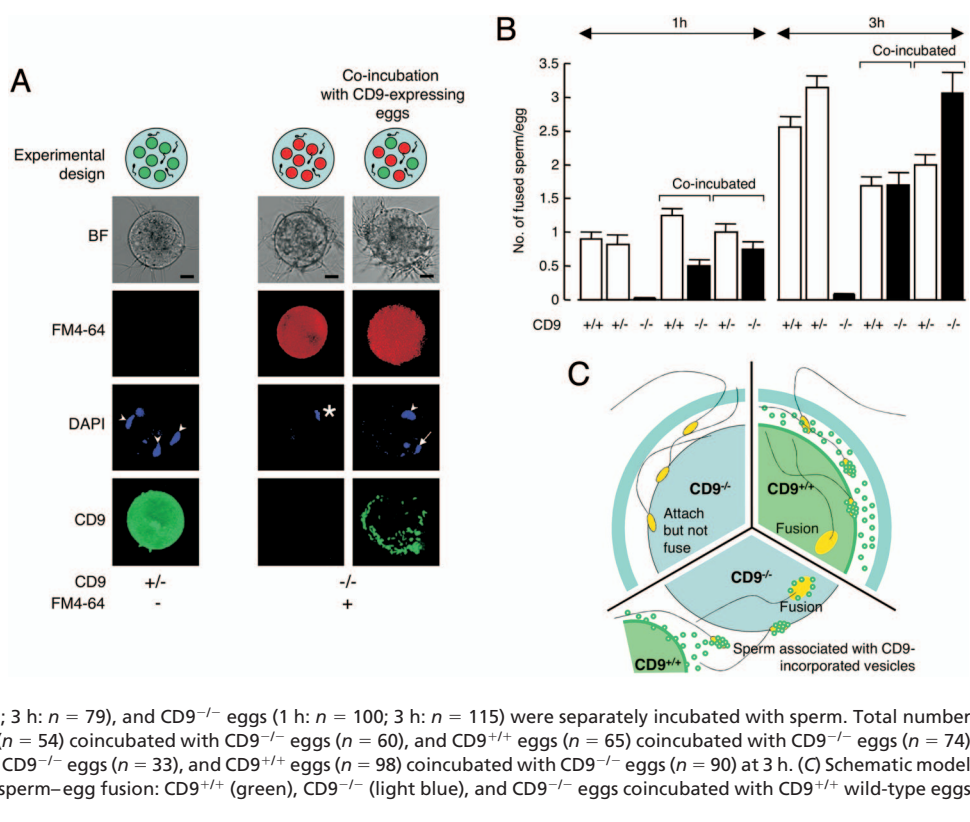 A
Co-incubation
with CD9-expressing
eggs
Experimental
design
BF
FM4-64
DAPI
*
CD9
CD9 +/- -/-
FM4-64 - +
B
1h 3h
Co-incubated
Co-incubated
No. of fused sperm/egg
3.5
3
2.5
2
1.5
1
0.5
0
CD9 +/+ +/- -/- +/+ -/- +/- -/- +/+ +/- -/- +/+ -/- +/- -/-
C
CD9-/-
Attach
but not
fuse
CD9+/+
Fusion
CD9-/-
Fusion
CD9+/+
Sperm associated with CD9-
incorporated vesicles
; 3 h: n = 79), and CD9−/− eggs (1 h: n = 100; 3 h: n = 115) were separately incubated with sperm. Total number
(n = 54) coincubated with CD9−/− eggs (n = 60), and CD9+/+ eggs (n = 65) coincubated with CD9−/− eggs (n = 74)
CD9−/− eggs (n = 33), and CD9+/+ eggs (n = 98) coincubated with CD9−/− eggs (n = 90) at 3 h. (C) Schematic model
sperm–egg fusion: CD9+/+ (green), CD9−/− (light blue), and CD9−/− eggs coincubated with CD9+/+ wild-type eggs